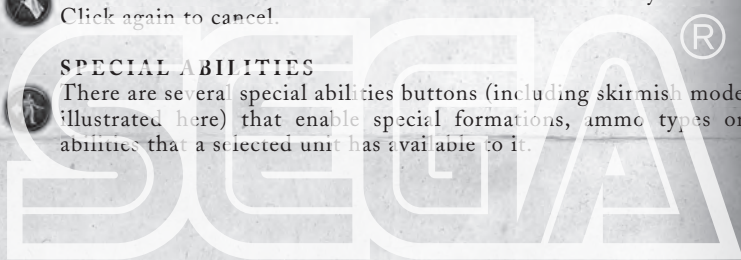 Click again to cancel.
SPECIAL ABILITIES
There are several special abilities buttons (including skirmish mode
illustrated here) that enable special formations, ammo types or
abilities that a selected unit has available to it.
SEGA®